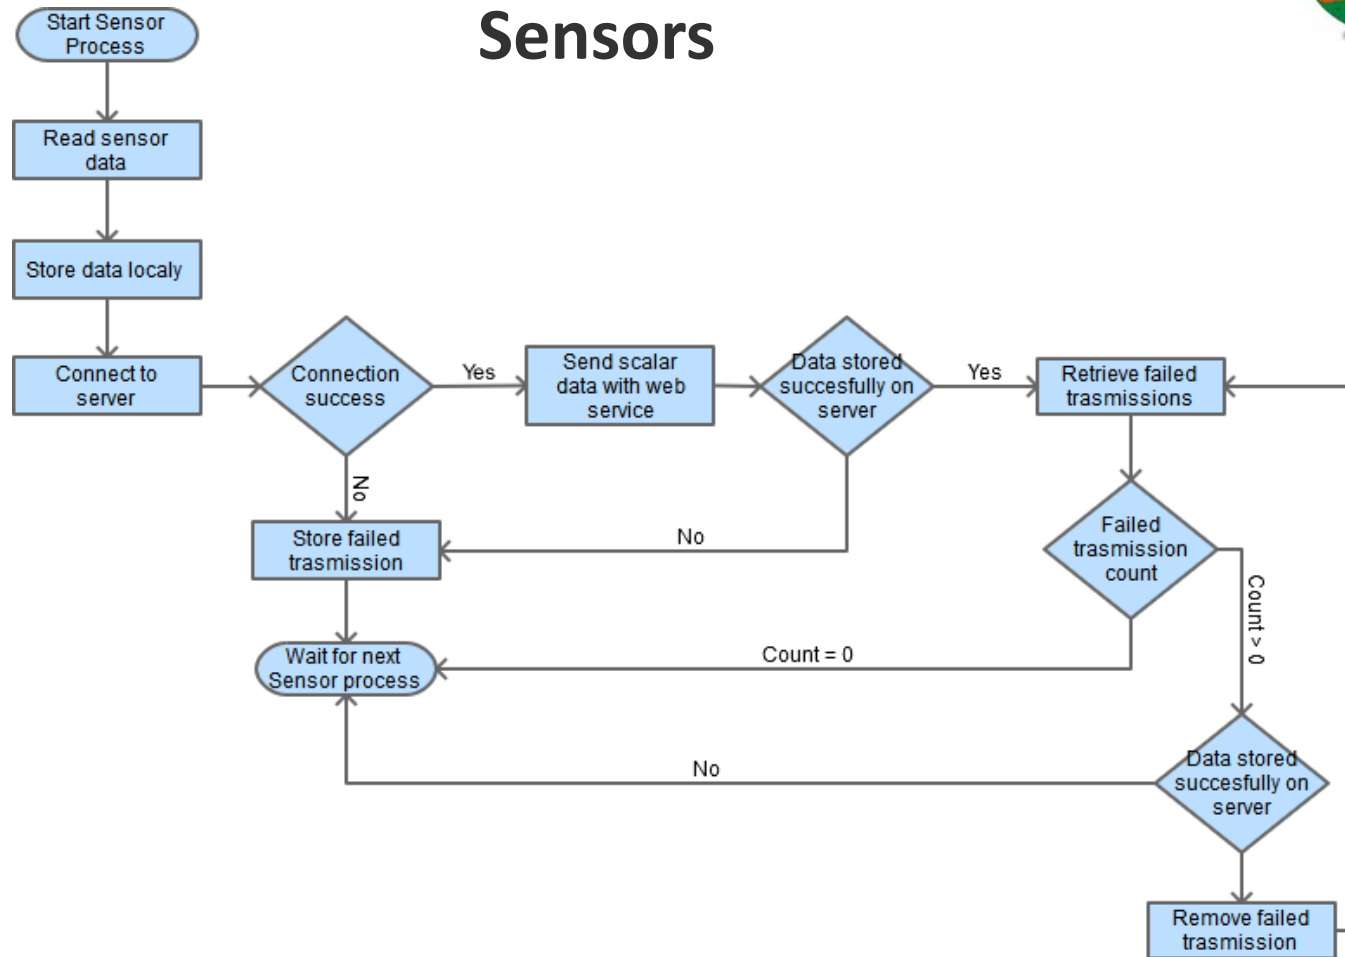 Sensors
Start Sensor
Process
Read sensor
data
Store data localy
Connect to
server
Connection
success
Yes
Send scalar
data with web
service
Data stored
succesfully on
server
Yes
Retrieve failed
trasmissions
No
Store failed
trasmission
No
Failed
trasmission
count
Count > 0
Wait for next
Sensor process
Count = 0
No
Data stored
succesfully on
server
Remove failed
trasmission